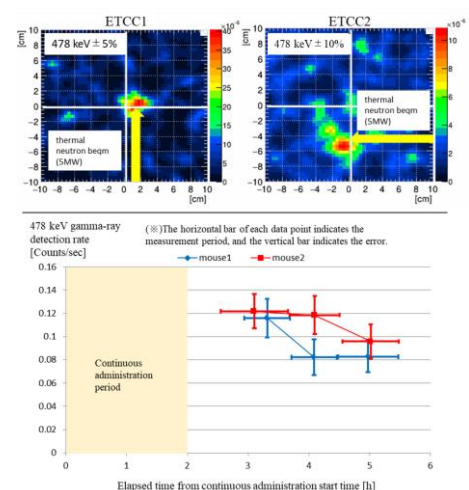 ETCC1
ETCC2
[cm]
[cm]
×10⁻⁶
×10⁻⁶
478 keV ± 5%
478 keV ± 10%
10
8
6
4
2
0
-2
-4
-6
-8
-10
10
8
6
4
2
0
-2
-4
-6
-8
-10
40
35
30
25
20
15
10
5
0
10
8
6
4
2
0
thermal
neutron beqm
(5MW)
thermal
neutron beqm
(5MW)
-10 -8 -6 -4 -2 0 2 4 6 8 10
-10 -8 -6 -4 -2 0 2 4 6 8 10
[cm]
[cm]
478 keV gamma-ray
detection rate
[Counts/sec]
(※)The horizontal bar of each data point indicates the
measurement period, and the vertical bar indicates the error.
mouse1 mouse2
0.16
0.14
0.12
0.1
0.08
0.06
0.04
0.02
0
Continuous
administration
period
0 1 2 3 4 5 6
Elapsed time from continuous administration start time [h]